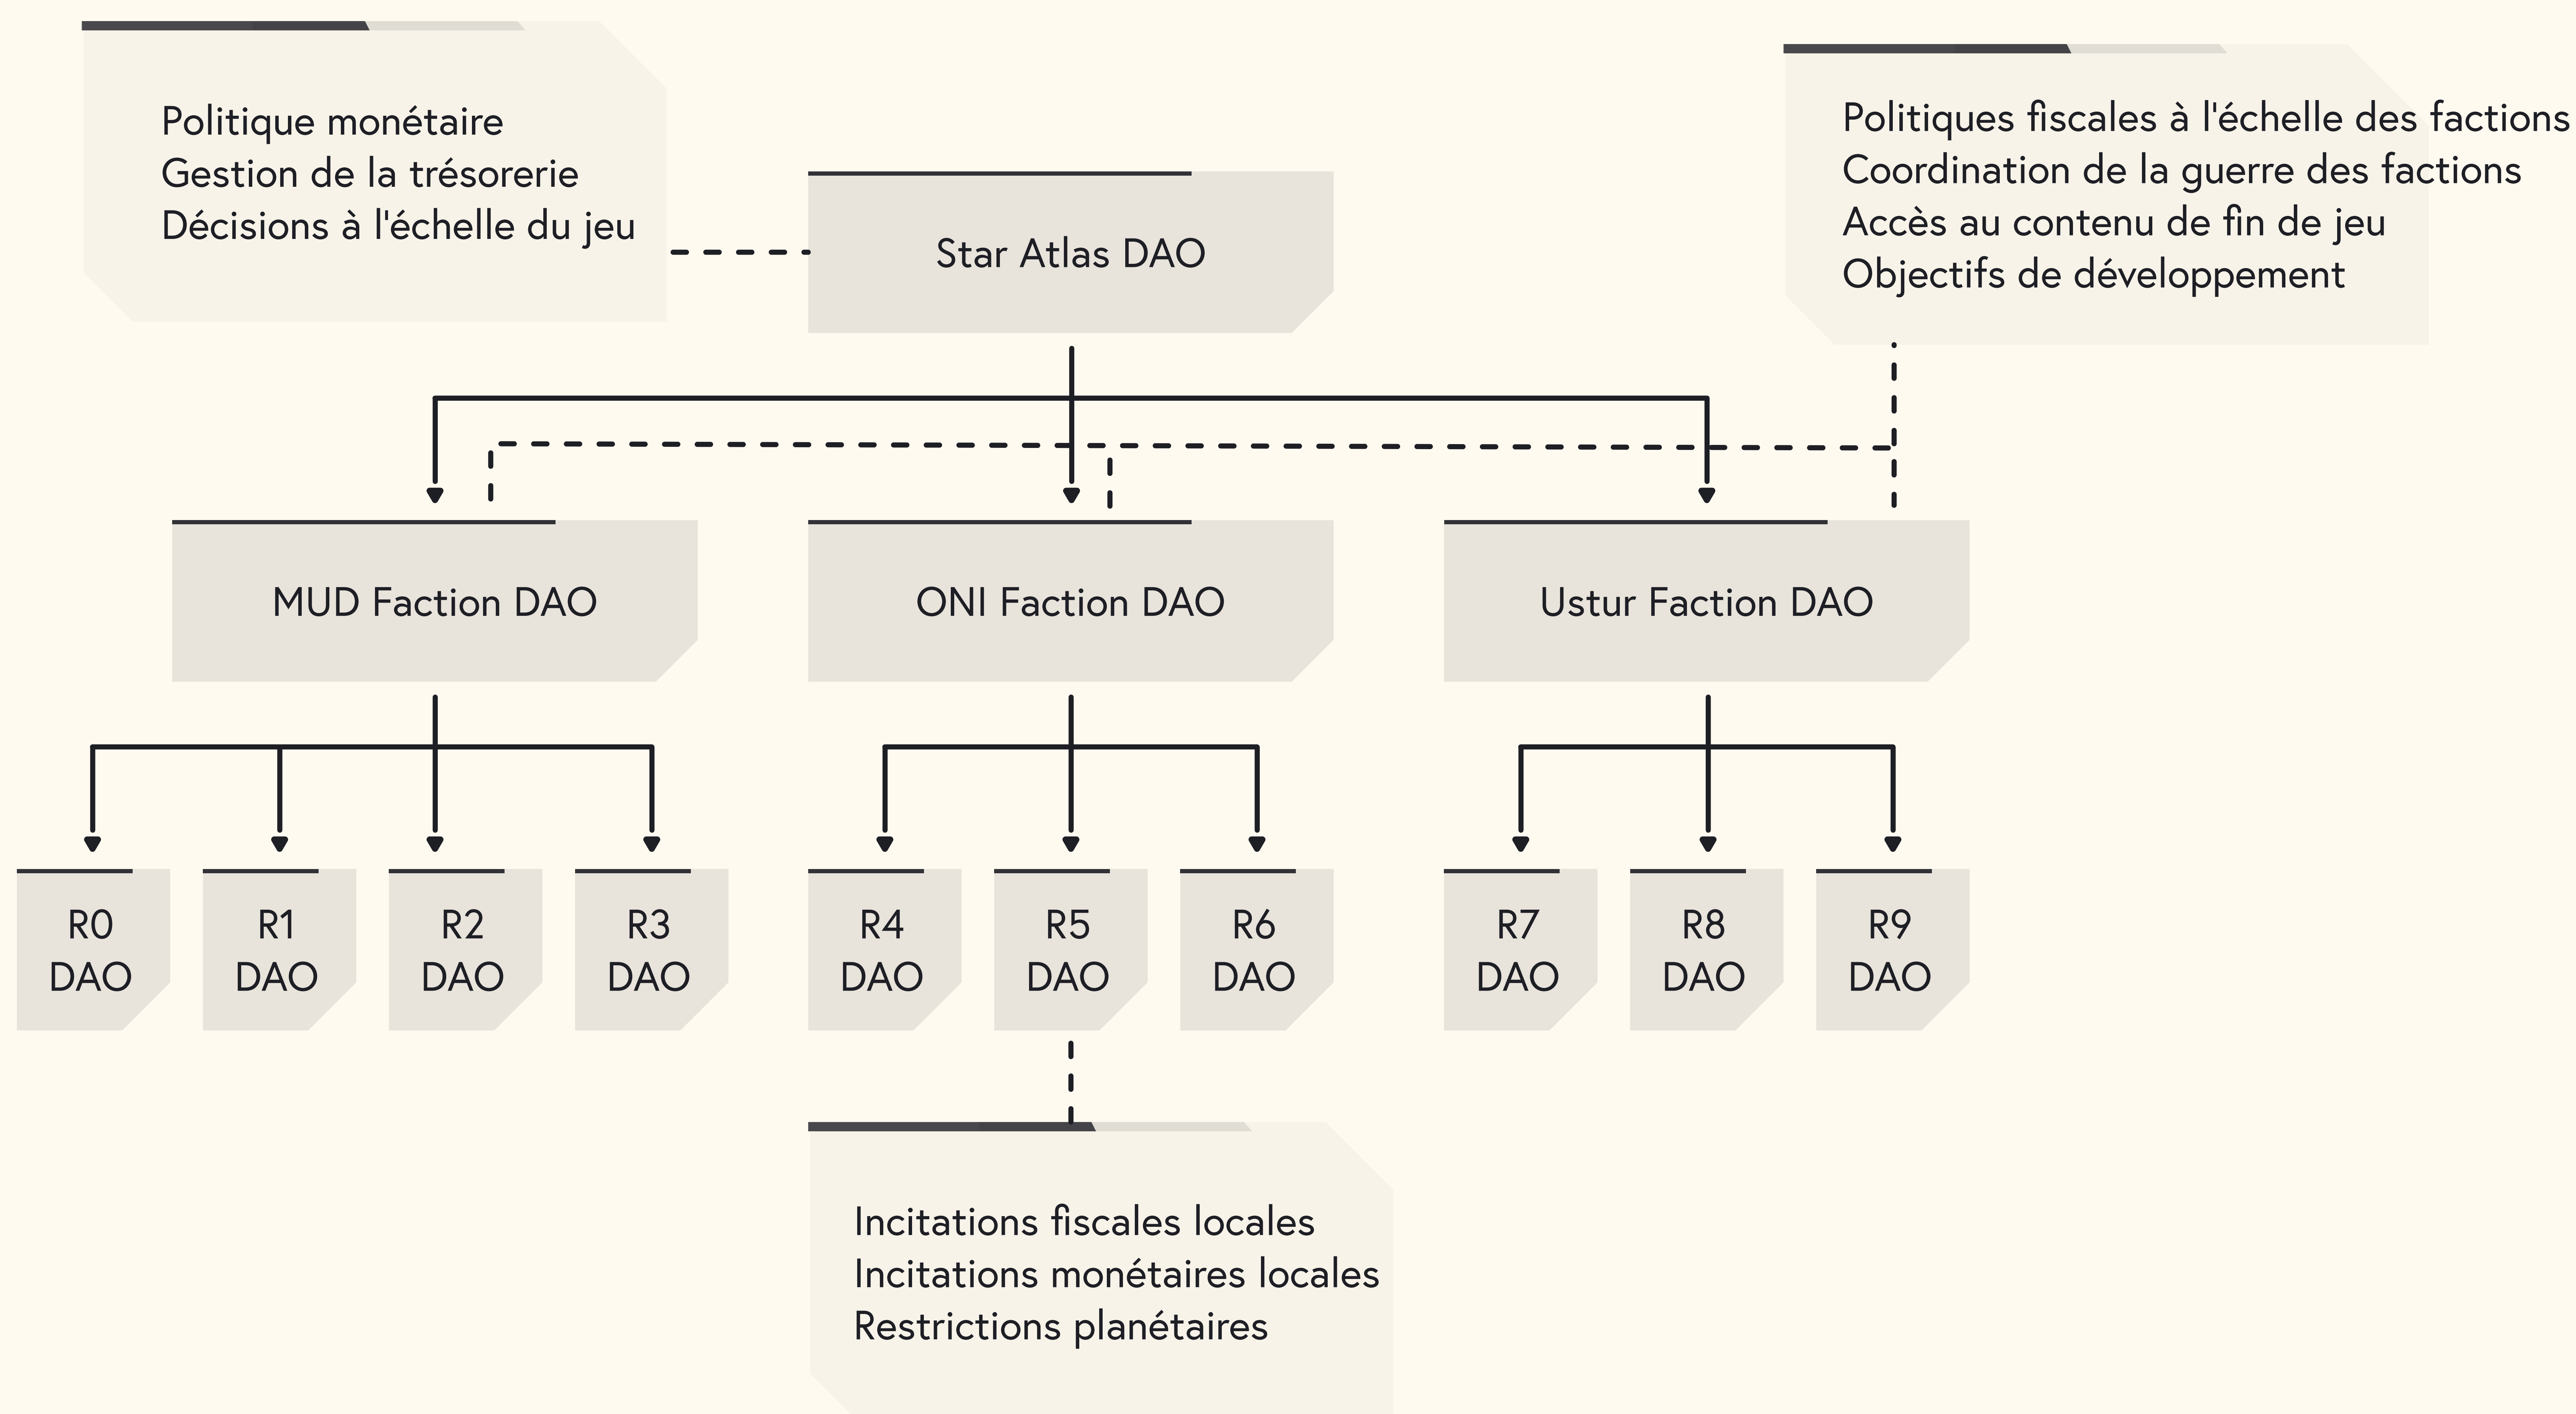 Politique monétaire
Gestion de la trésorerie
Décisions à l'échelle du jeu
Politiques fiscales à l'échelle des factions
Coordination de la guerre des factions
Accès au contenu de fin de jeu
Objectifs de développement
Star Atlas DAO
MUD Faction DAO
ONI Faction DAO
Ustur Faction DAO
R0
DAO
R1
DAO
R2
DAO
R3
DAO
R4
DAO
R5
DAO
R6
DAO
R7
DAO
R8
DAO
R9
DAO
Incitations fiscales locales
Incitations monétaires locales
Restrictions planétaires